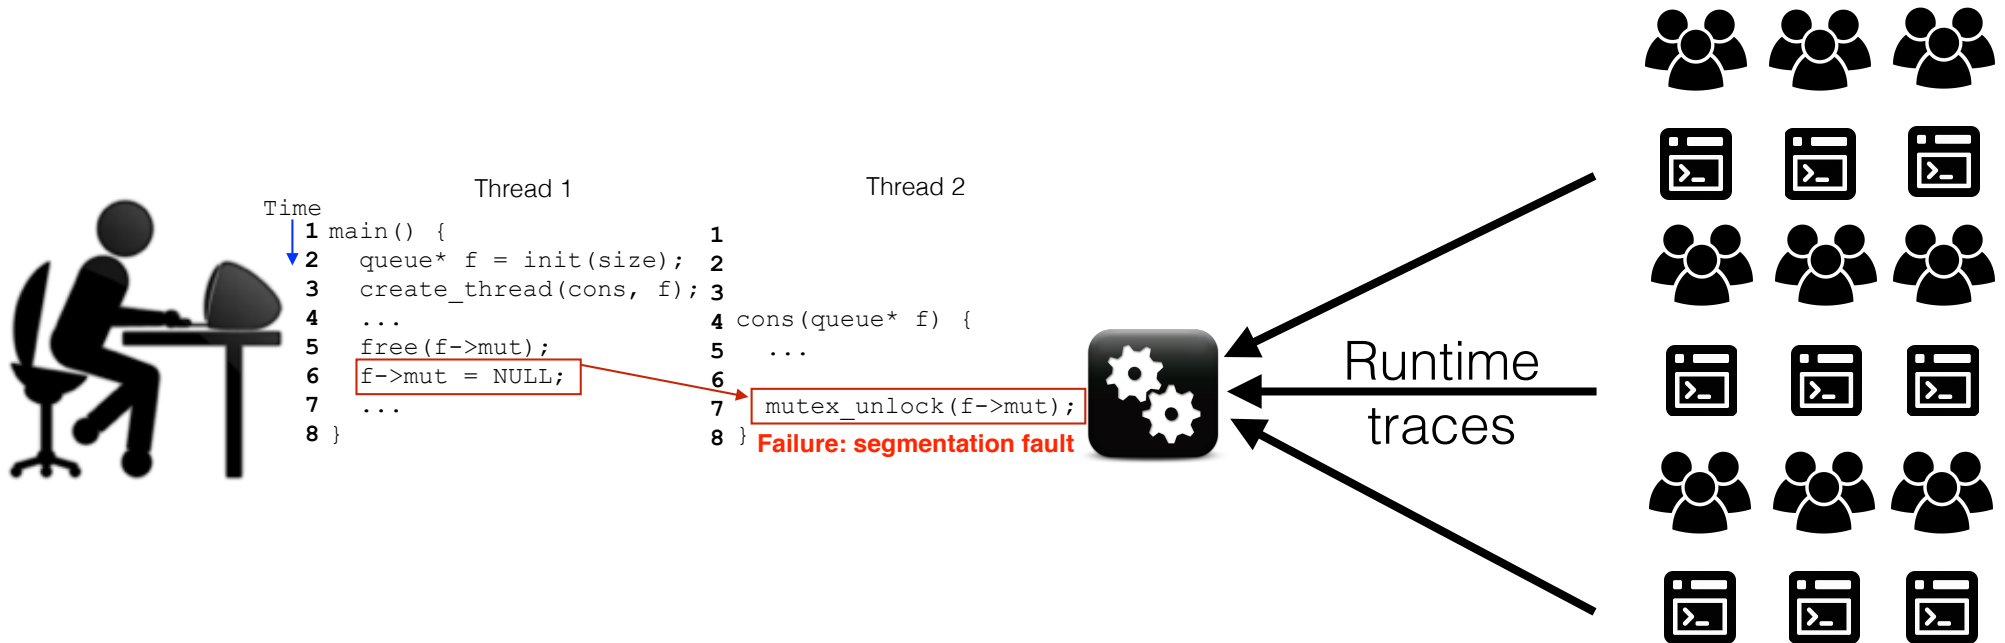 Thread 1
Time
1 main() {
2 queue* f = init(size);
3 create_thread(cons, f);
4 ...
5 free(f->mut);
6 f->mut = NULL;
7 ...
8 }
Thread 2
1
2
3
4 cons(queue* f) {
5 ...
6
7 mutex_unlock(f->mut);
8 }
Failure: segmentation fault
Runtime
traces
>_ >_ >_
>_ >_ >_
>_ >_ >_